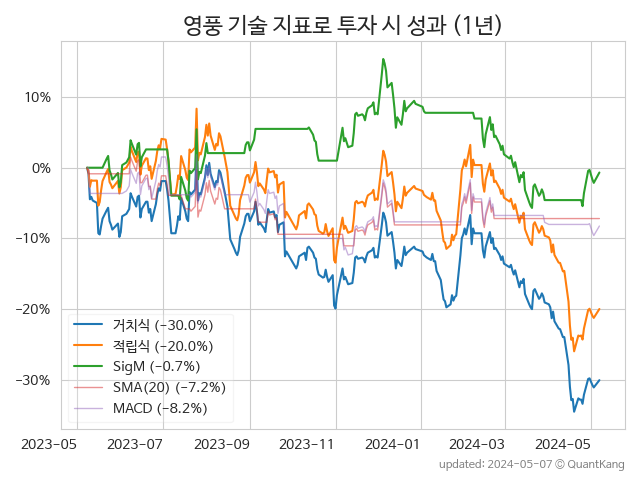 영풍 기술 지표로 투자 시 성과 (1년)
10%
0%
−10%
−20%
−30%
거치식 (−30.0%)
적립식 (−20.0%)
SigM (−0.7%)
SMA(20) (−7.2%)
MACD (−8.2%)
2023−05 2023−07 2023−09 2023−11 2024−01 2024−03 2024−05
updated: 2024−05−07 © QuantKang